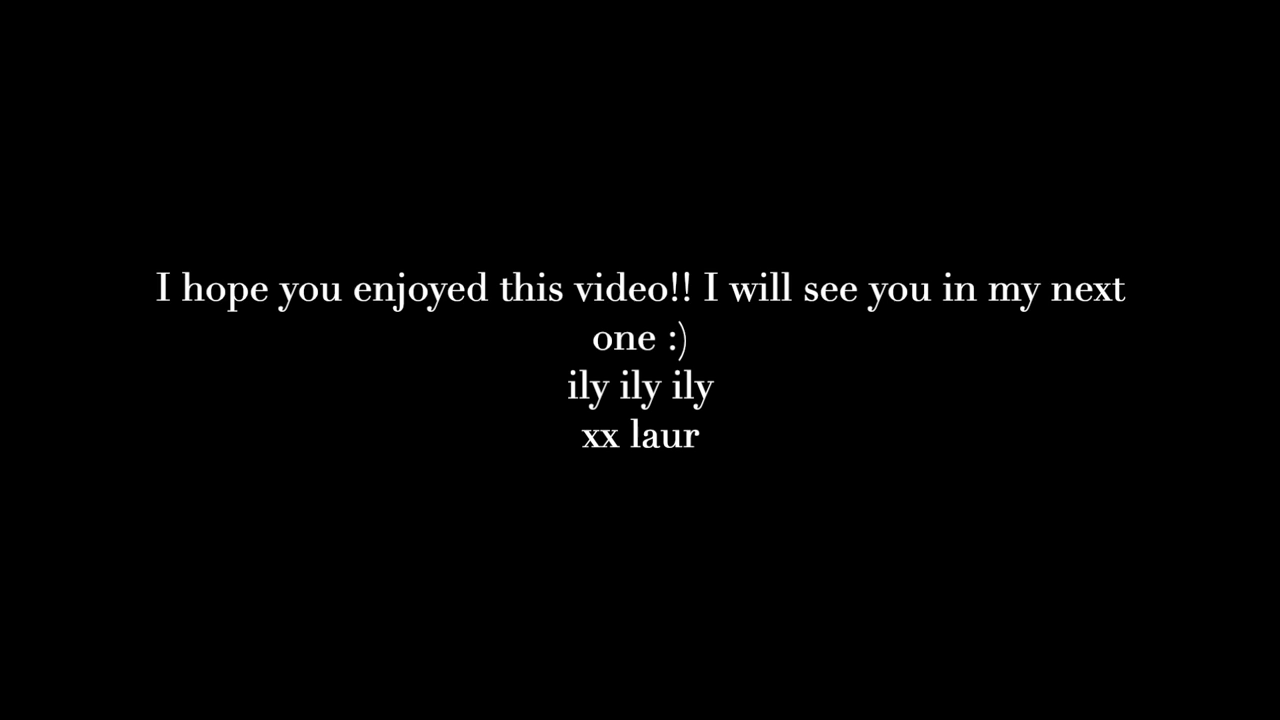 I hope you enjoyed this video!! I will see you in my next
one :)
ily ily ily
xx laur